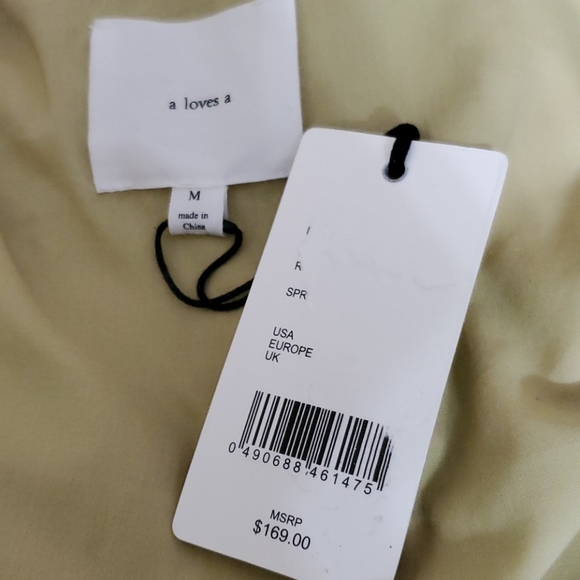 a loves a
M
made in
China
SPR
USA
EUROPE
UK
0 490688 461475
MSRP
$169.00